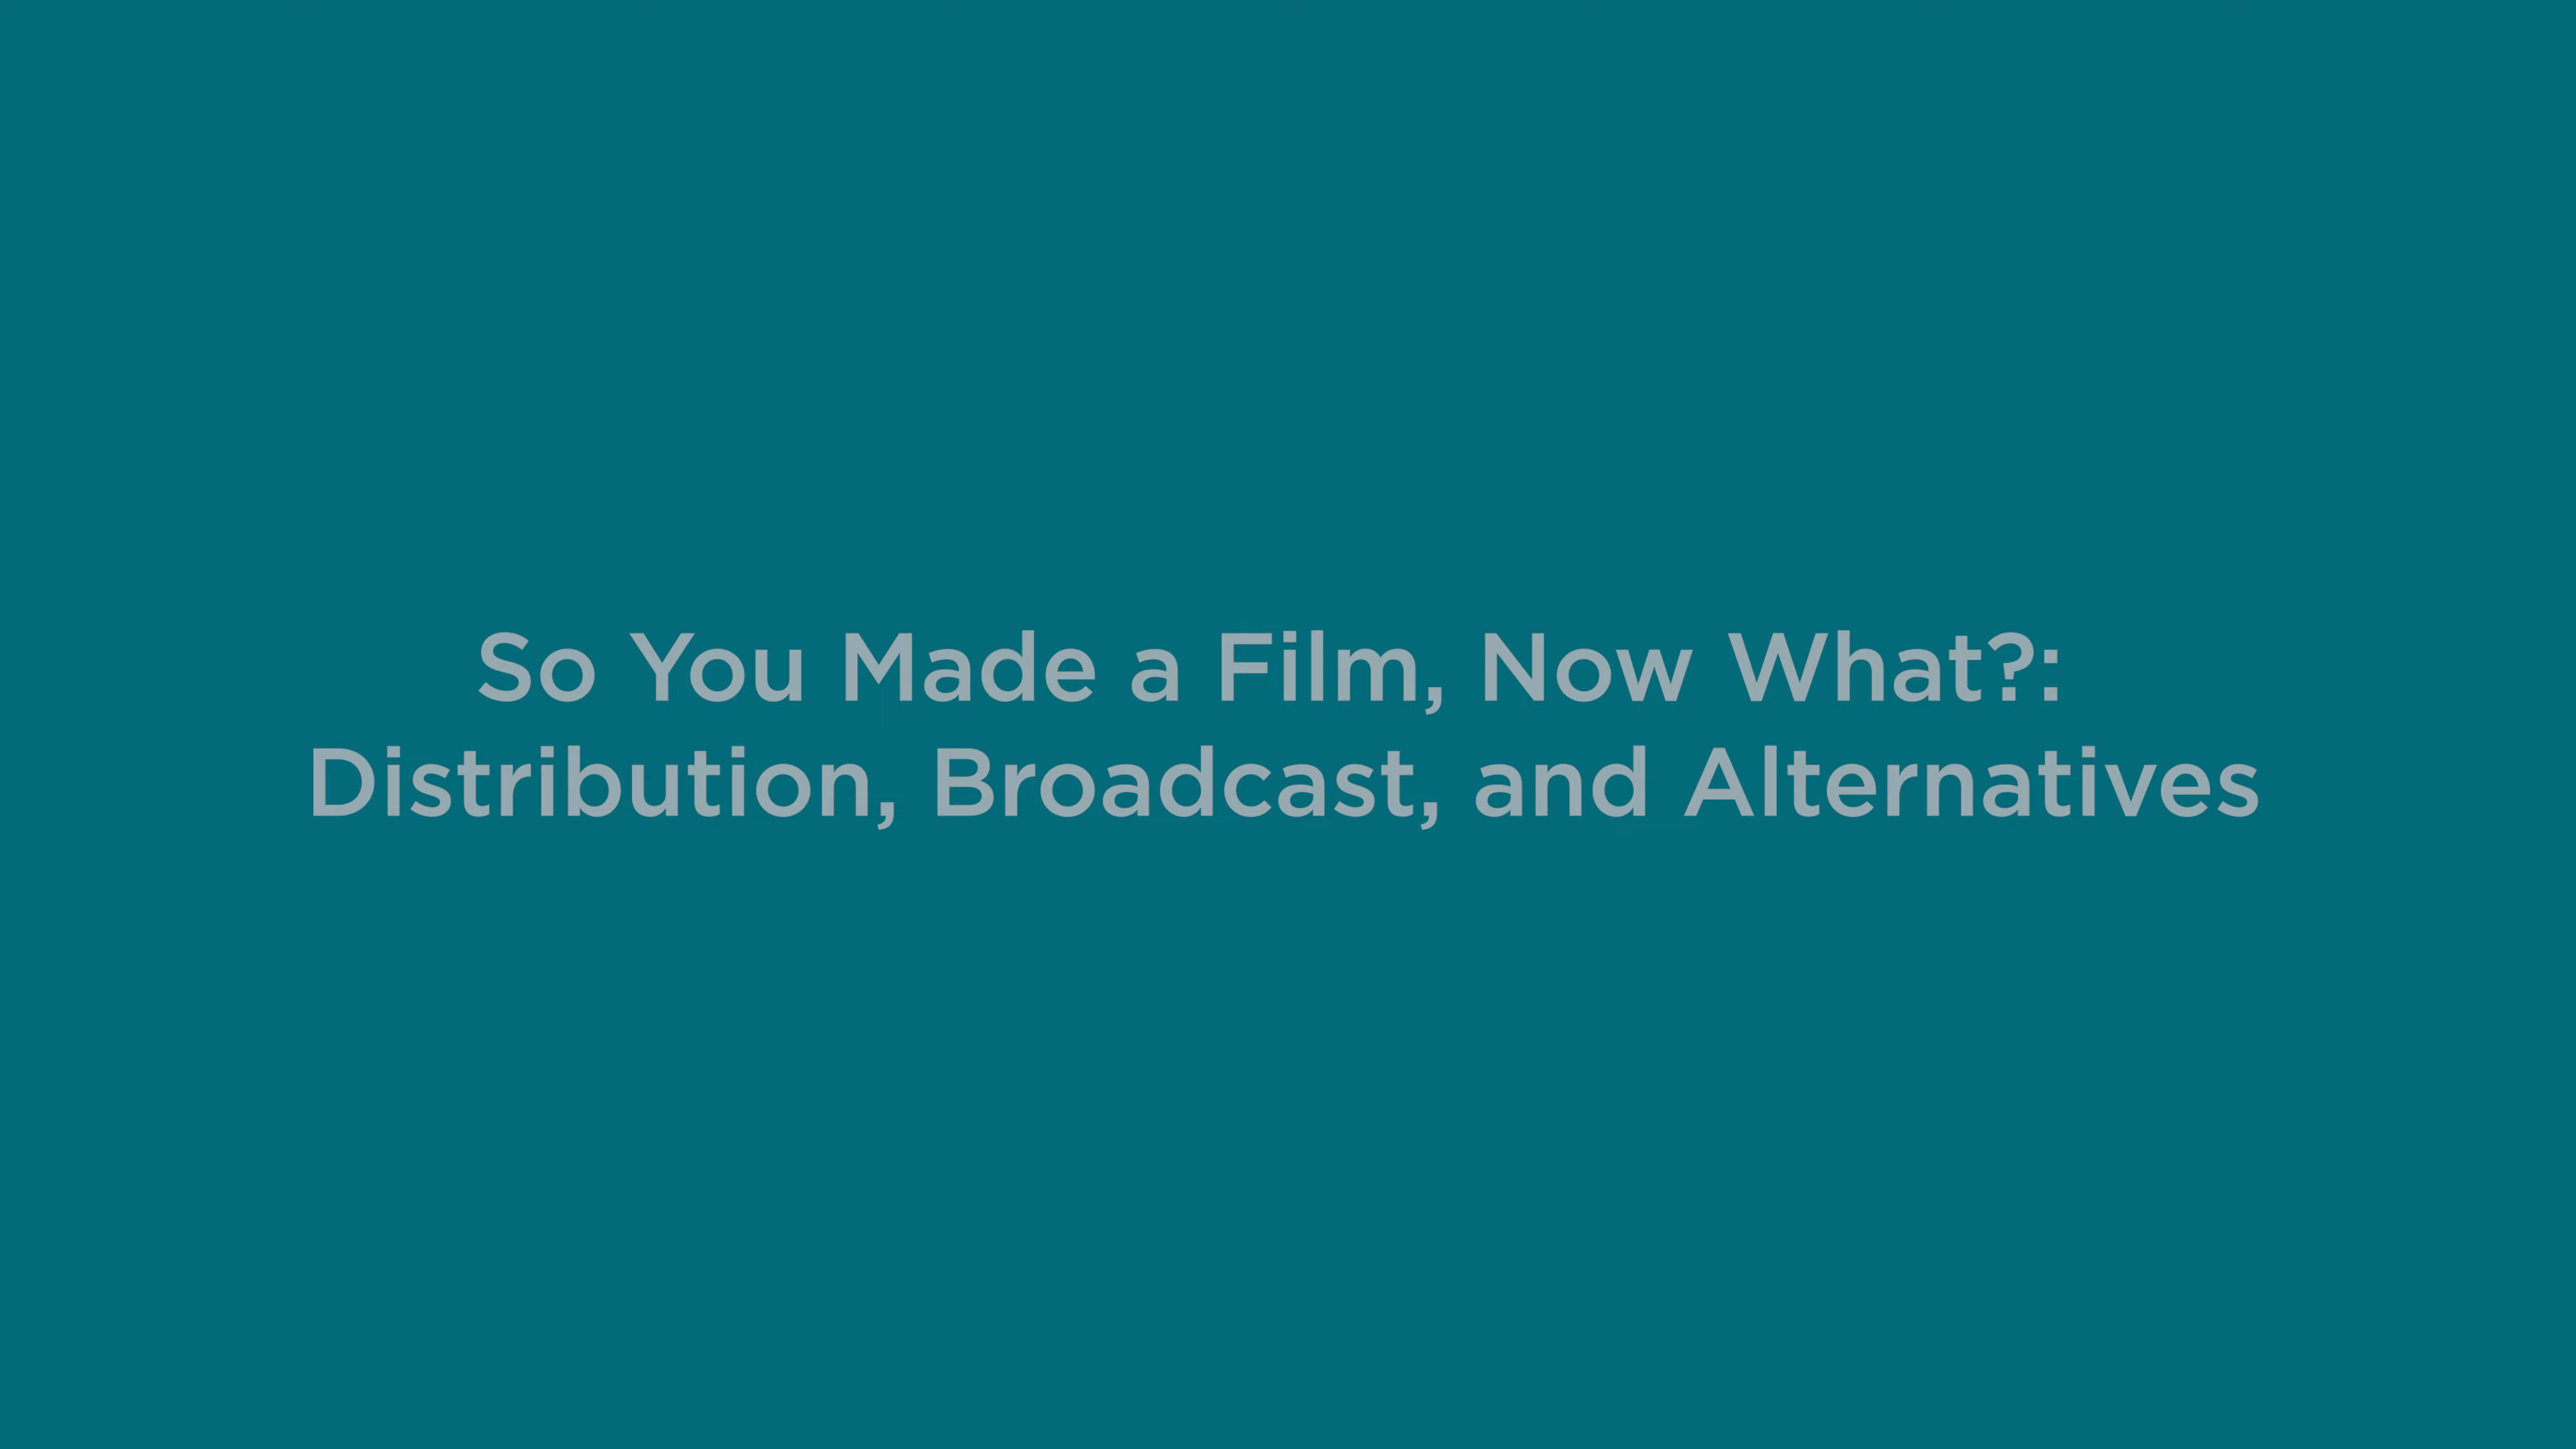 So You Made a Film, Now What?:
Distribution, Broadcast, and Alternatives